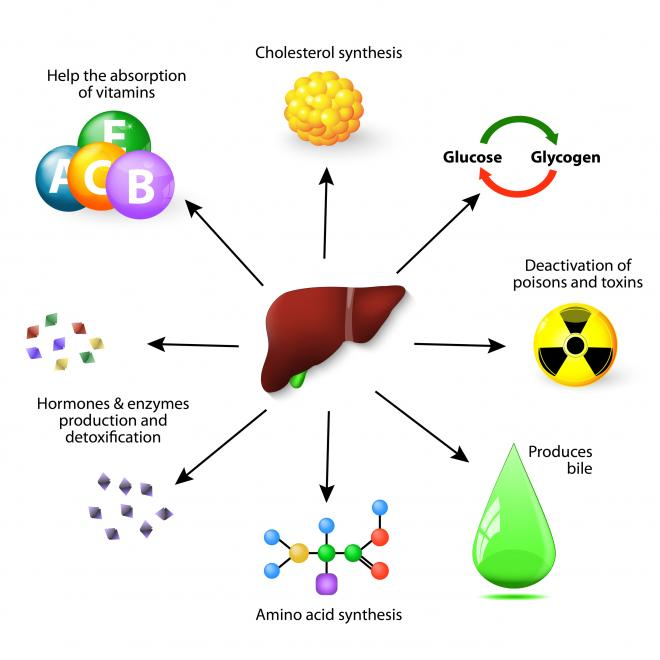 Cholesterol synthesis
Help the absorption
of vitamins
E
A
C
B
Glucose
Glycogen
Deactivation of
poisons and toxins
Hormones & enzymes
production and
detoxification
Produces
bile
Amino acid synthesis